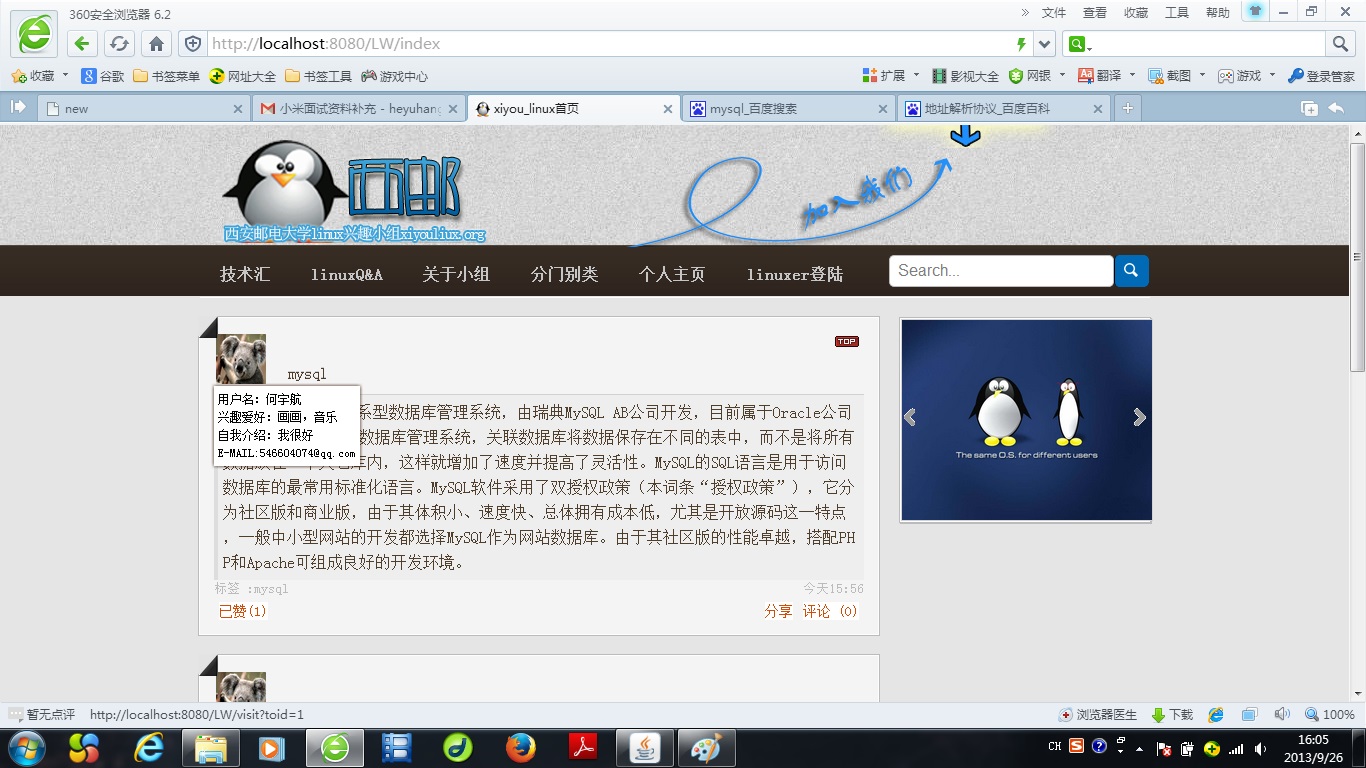 360安全浏览器 6.2
» 文件 查看 收藏 工具 帮助
http://localhost:8080/LW/index
收藏 谷歌 书签菜单 网址大全 书签工具 游戏中心 扩展 影视大全 网银 翻译 截图 游戏 登录管家
new 小米面试资料补充 - heyuhang xiyou_linux首页 mysql_百度搜索 地址解析协议_百度百科
西邮
加入我们
西安邮电大学linux兴趣小组xiyouliux.org
技术汇 linuxQ&A 关于小组 分门别类 个人主页 linuxer登陆 Search...
TOP
mysql
用户名：何宇航
兴趣爱好：画画，音乐
自我介绍：我很好
E-MAIL:546604074@qq.com
系型数据库管理系统，由瑞典MySQL AB公司开发，目前属于Oracle公司
数据库管理系统，关联数据库将数据保存在不同的表中，而不是将所有
库内，这样就增加了速度并提高了灵活性。MySQL的SQL语言是用于访问
数据库的最常用标准化语言。MySQL软件采用了双授权政策（本词条“授权政策”），它分
为社区版和商业版，由于其体积小、速度快、总体拥有成本低，尤其是开放源码这一特点
，一般中小型网站的开发都选择MySQL作为网站数据库。由于其社区版的性能卓越，搭配PH
P和Apache可组成良好的开发环境。
标签 :mysql 今天15:56
已赞(1) 分享 评论 (0)
The same O.S. for different users
暂无点评 http://localhost:8080/LW/visit?toid=1 浏览器医生 下载 100%
CH 16:05
2013/9/26